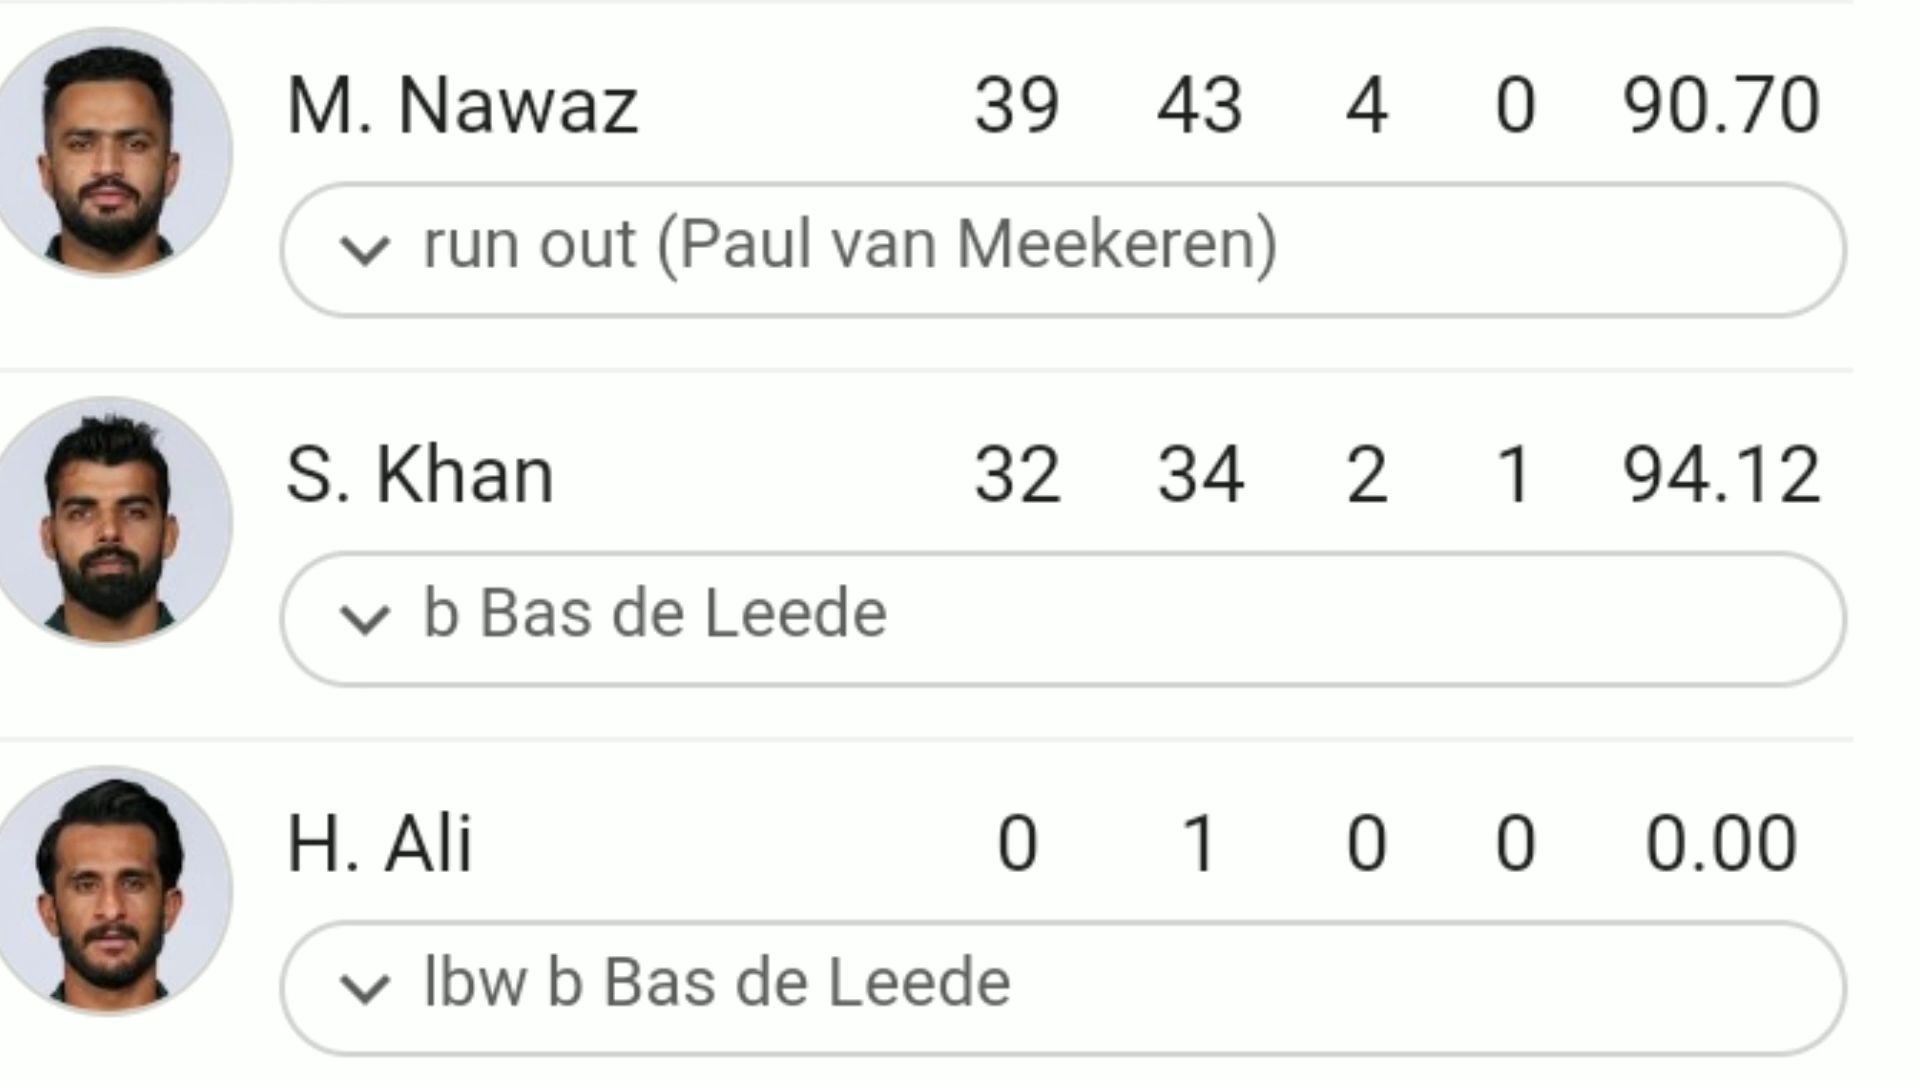 M. Nawaz 39 43 4 0 90.70
run out (Paul van Meekeren)
S. Khan 32 34 2 1 94.12
b Bas de Leede
H. Ali 0 1 0 0 0.00
lbw b Bas de Leede